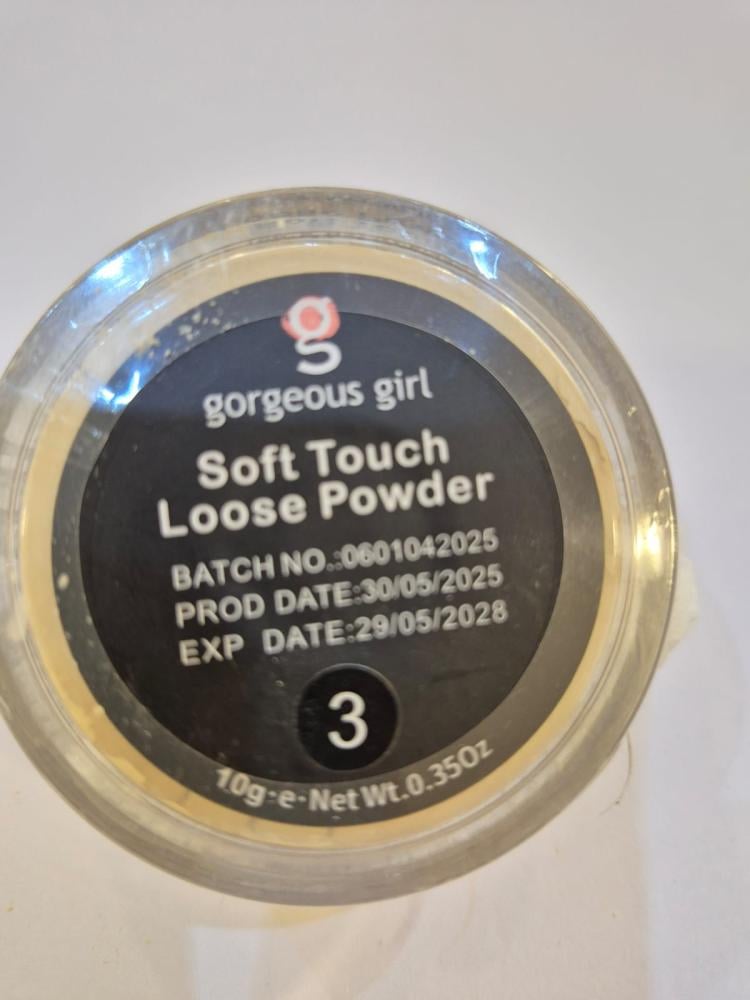 g
gorgeous girl
Soft Touch
Loose Powder
BATCH NO.:0601042025
PROD DATE:30/05/2025
EXP DATE:29/05/2028
3
10g·e·Net Wt.0.35Oz